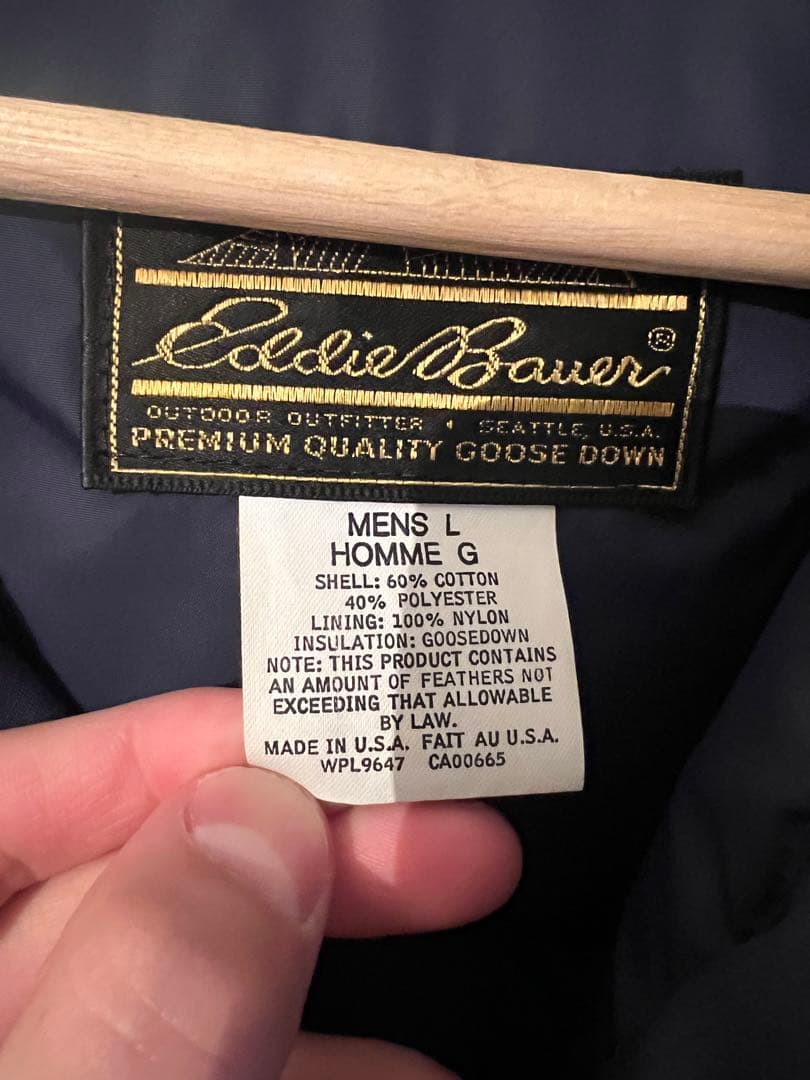 Eddie Bauer ®
OUTDOOR OUTFITTER • SEATTLE, U.S.A.
PREMIUM QUALITY GOOSE DOWN
MENS L
HOMME G
SHELL: 60% COTTON
40% POLYESTER
LINING: 100% NYLON
INSULATION: GOOSEDOWN
NOTE: THIS PRODUCT CONTAINS
AN AMOUNT OF FEATHERS NOT
EXCEEDING THAT ALLOWABLE
BY LAW.
MADE IN U.S.A. FAIT AU U.S.A.
WPL9647 CA00665